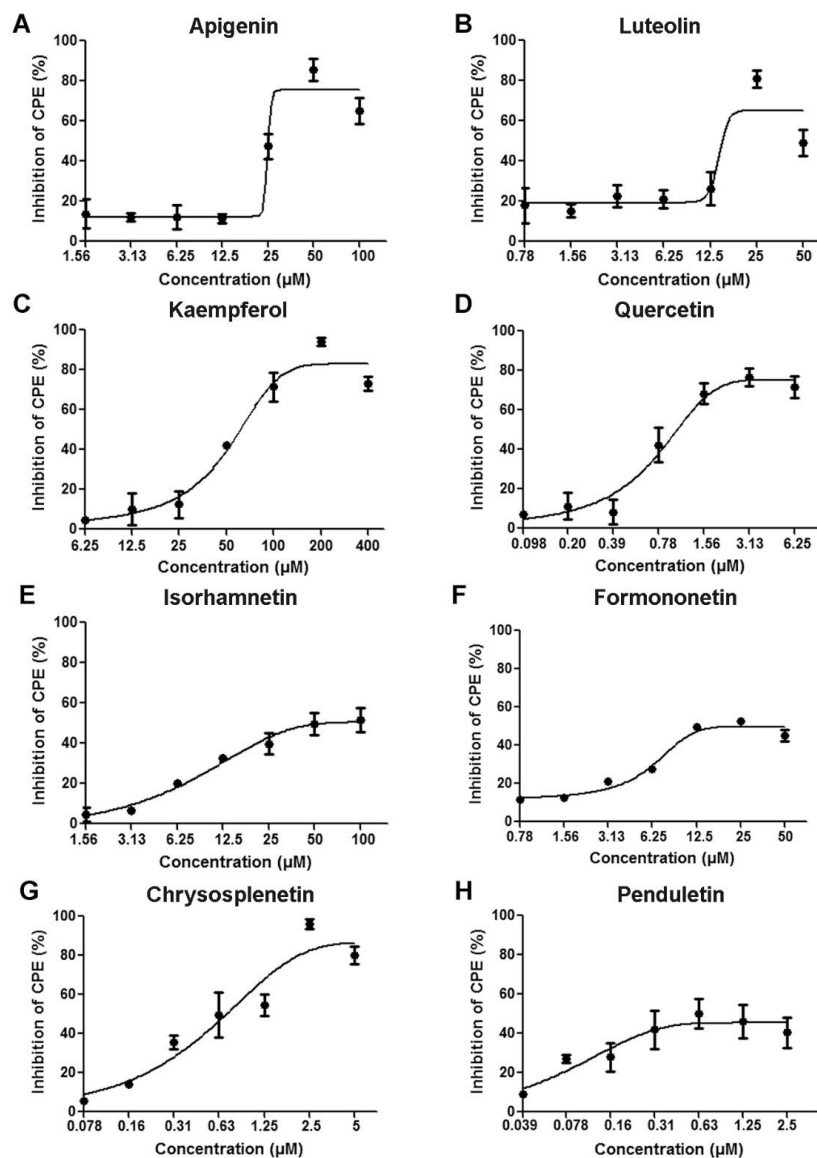 A
Apigenin
Inhibition of CPE (%)
100
80
60
40
20
0
1.56 3.13 6.25 12.5 25 50 100
Concentration (µM)
B
Luteolin
Inhibition of CPE (%)
100
80
60
40
20
0
0.78 1.56 3.13 6.25 12.5 25 50
Concentration (µM)
C
Kaempferol
Inhibition of CPE (%)
100
80
60
40
20
0
6.25 12.5 25 50 100 200 400
Concentration (µM)
D
Quercetin
Inhibition of CPE (%)
100
80
60
40
20
0
0.098 0.20 0.39 0.78 1.56 3.13 6.25
Concentration (µM)
E
Isorhamnetin
Inhibition of CPE (%)
100
80
60
40
20
0
1.56 3.13 6.25 12.5 25 50 100
Concentration (µM)
F
Formononetin
Inhibition of CPE (%)
100
80
60
40
20
0
0.78 1.56 3.13 6.25 12.5 25 50
Concentration (µM)
G
Chrysosplenetin
Inhibition of CPE (%)
100
80
60
40
20
0
0.078 0.16 0.31 0.63 1.25 2.5 5
Concentration (µM)
H
Penduletin
Inhibition of CPE (%)
100
80
60
40
20
0
0.039 0.078 0.16 0.31 0.63 1.25 2.5
Concentration (µM)